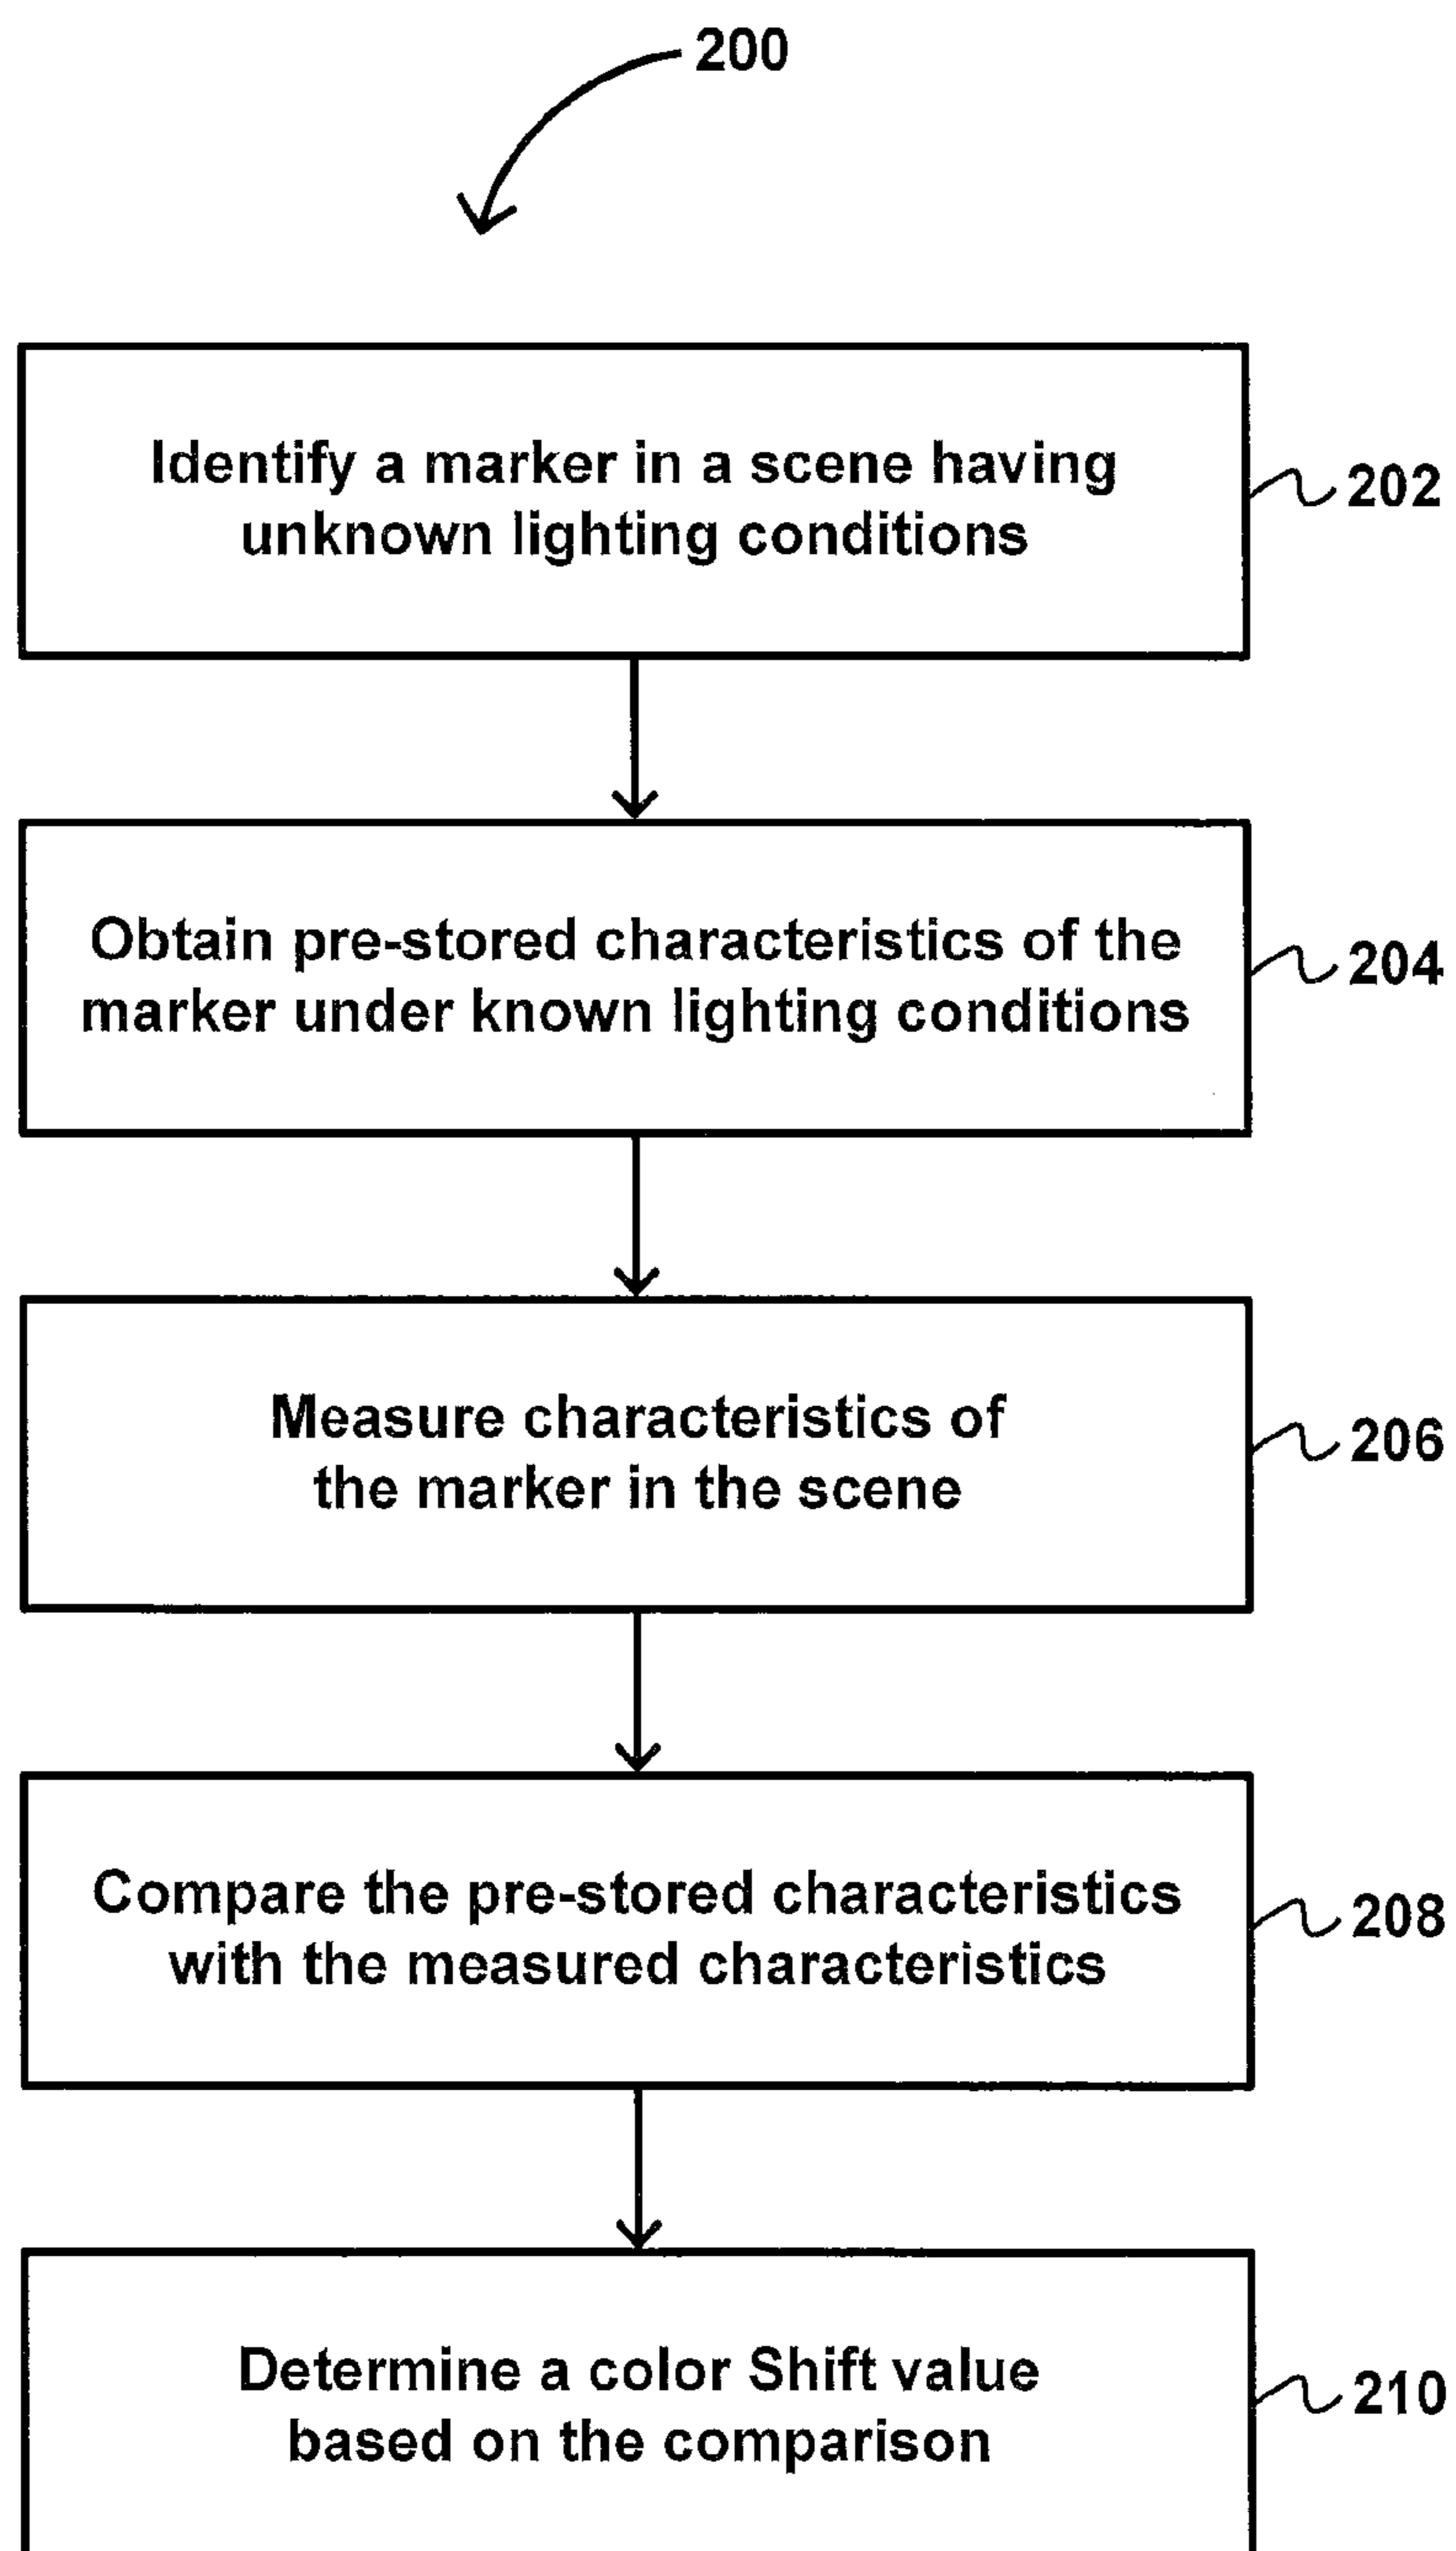 200
Identify a marker in a scene having
unknown lighting conditions
202
Obtain pre-stored characteristics of the
marker under known lighting conditions
204
Measure characteristics of
the marker in the scene
206
Compare the pre-stored characteristics
with the measured characteristics
208
Determine a color Shift value
based on the comparison
210